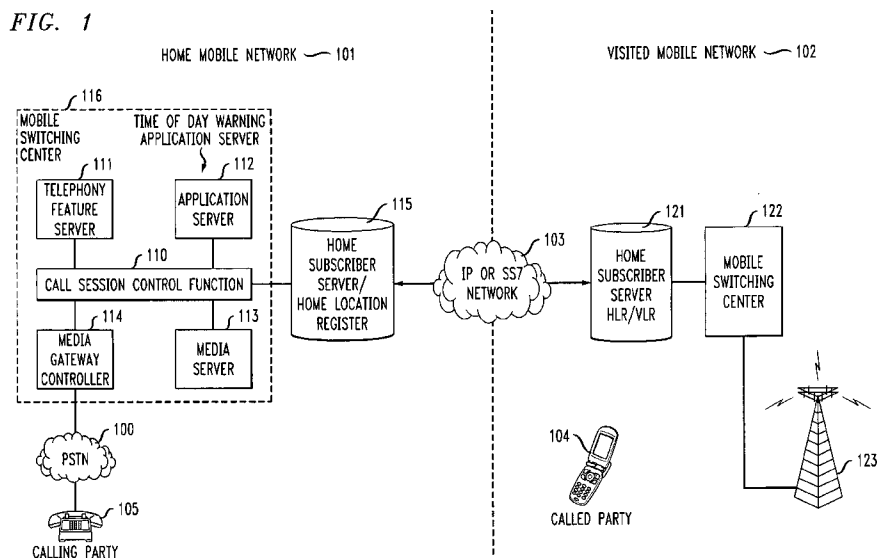 FIG. 1
HOME MOBILE NETWORK 101
VISITED MOBILE NETWORK 102
116
MOBILE
SWITCHING
CENTER
TIME OF DAY WARNING
APPLICATION SERVER
111
TELEPHONY
FEATURE
SERVER
112
APPLICATION
SERVER
110
CALL SESSION CONTROL FUNCTION
114
MEDIA
GATEWAY
CONTROLLER
113
MEDIA
SERVER
115
HOME
SUBSCRIBER
SERVER/
HOME LOCATION
REGISTER
103
IP OR SS7
NETWORK
121
HOME
SUBSCRIBER
SERVER
HLR/VLR
122
MOBILE
SWITCHING
CENTER
100
PSTN
105
CALLING PARTY
104
CALLED PARTY
123